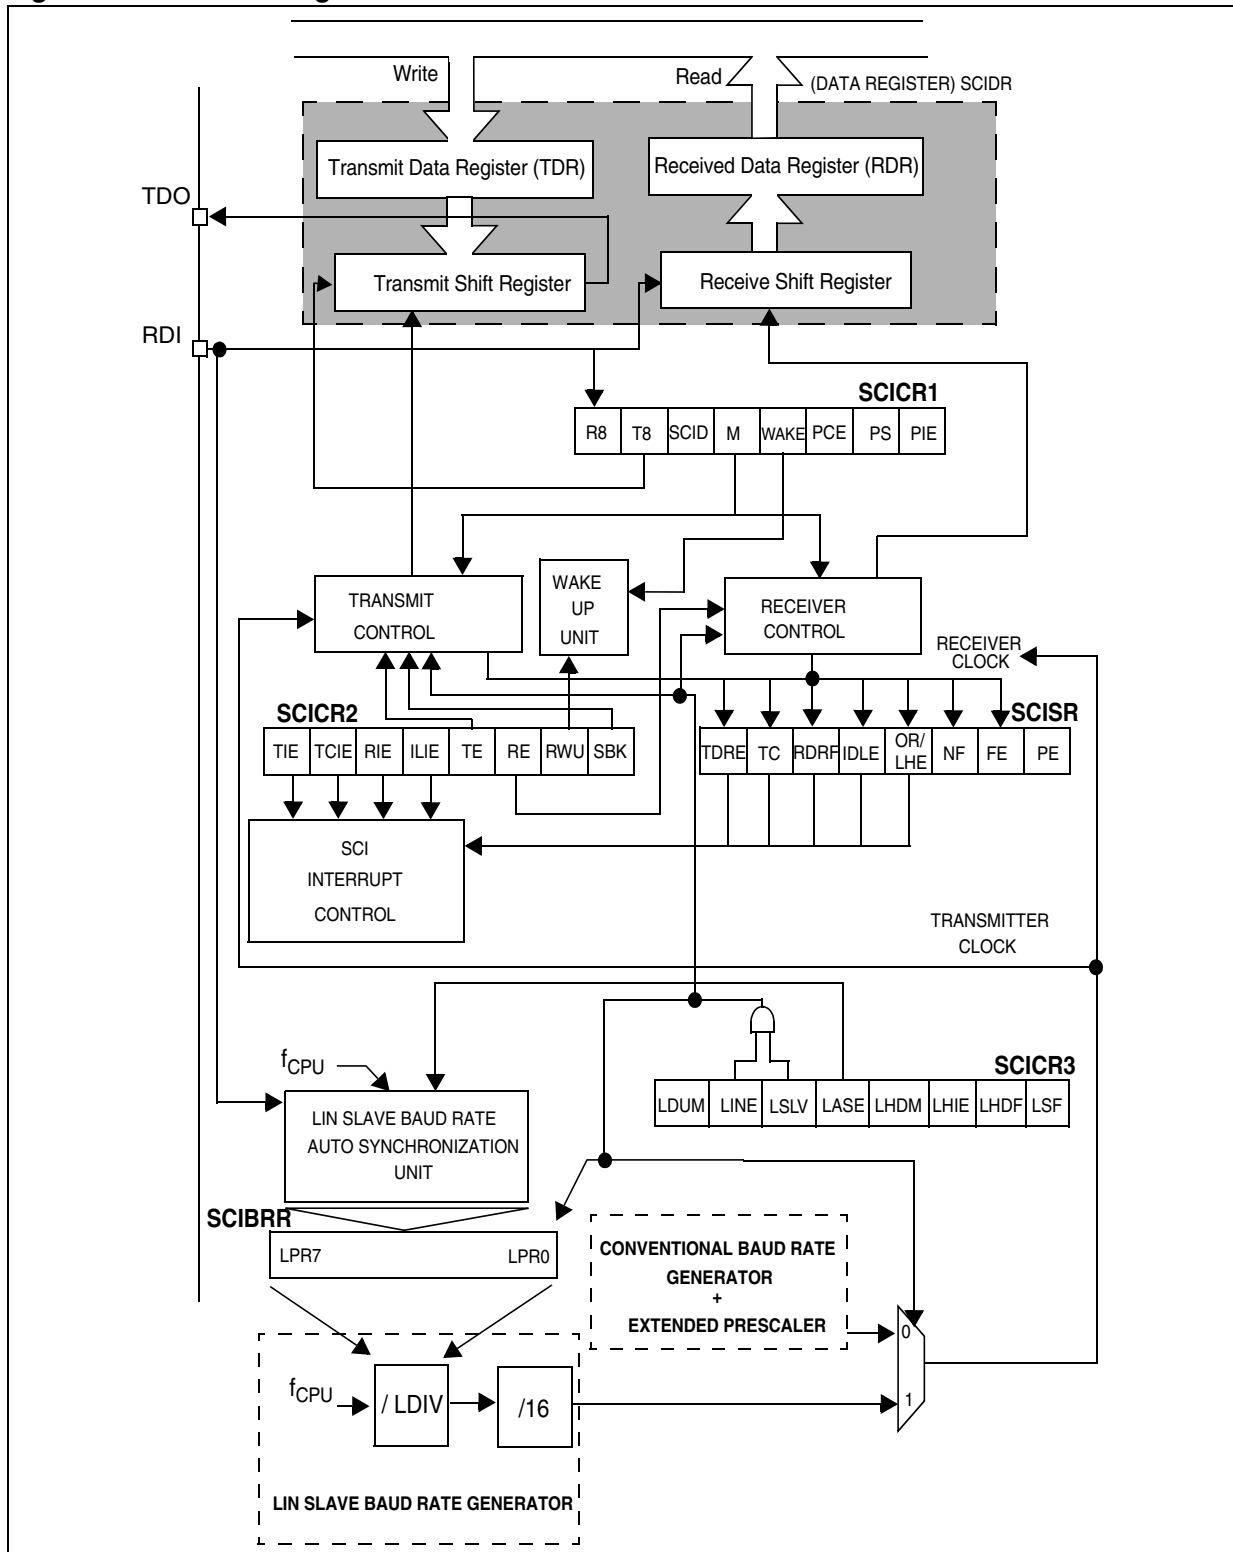 Write
Read
(DATA REGISTER) SCIDR
Transmit Data Register (TDR)
Received Data Register (RDR)
TDO
Transmit Shift Register
Receive Shift Register
RDI
SCICR1
R8 T8 SCID M WAKE PCE PS PIE
WAKE
UP
UNIT
TRANSMIT
CONTROL
RECEIVER
CONTROL
RECEIVER
CLOCK
SCICR2
SCISR
TIE TCIE RIE ILIE TE RE RWU SBK
TDRE TC RDRF IDLE OR/
LHE NF FE PE
SCI
INTERRUPT
CONTROL
TRANSMITTER
CLOCK
fCPU
SCICR3
LDUM LINE LSLV LASE LHDM LHIE LHDF LSF
LIN SLAVE BAUD RATE
AUTO SYNCHRONIZATION
UNIT
SCIBRR
LPR7 LPR0
CONVENTIONAL BAUD RATE
GENERATOR
+
EXTENDED PRESCALER
0
1
fCPU
/ LDIV
/16
LIN SLAVE BAUD RATE GENERATOR